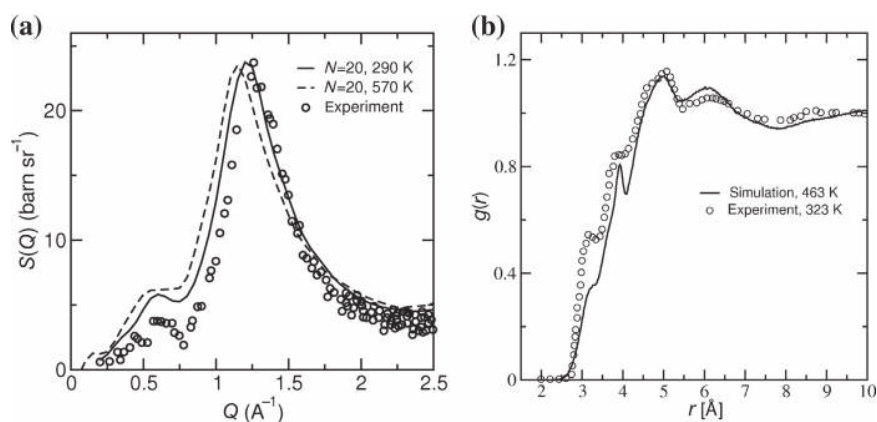 (a)
20
10
0
S(Q) (barn sr⁻¹)
N=20, 290 K
N=20, 570 K
Experiment
0 0.5 1 1.5 2.0 2.5
Q (A⁻¹)
(b)
1.2
0.8
0.4
0
g(r)
Simulation, 463 K
Experiment, 323 K
2 3 4 5 6 7 8 9 10
r [Å]